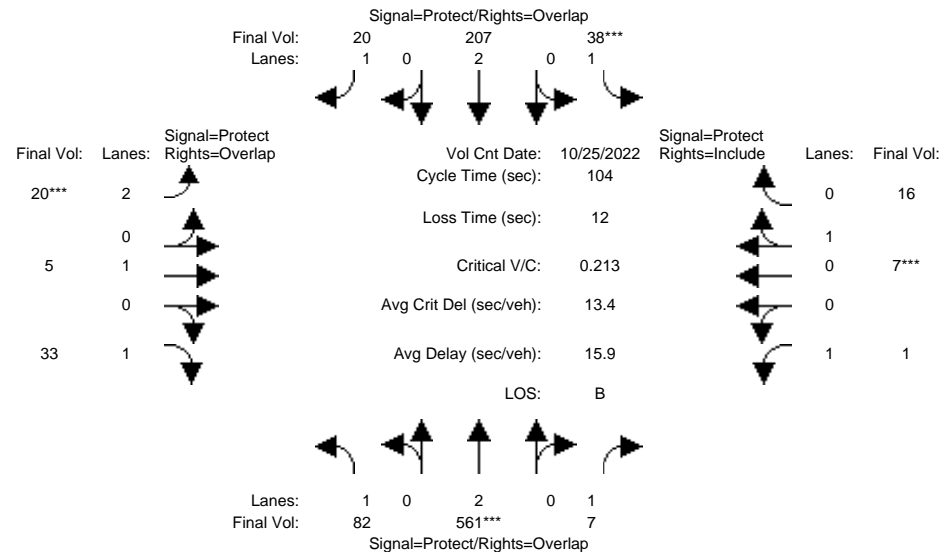 Signal=Protect/Rights=Overlap
Final Vol: 20 207 38***
Lanes: 1 0 2 0 1
Signal=Protect
Final Vol: Lanes: Rights=Overlap
Vol Cnt Date: 10/25/2022
Signal=Protect
Rights=Include Lanes: Final Vol:
Cycle Time (sec): 104
20*** 2
0 16
Loss Time (sec): 12
0
1
5 1
Critical V/C: 0.213
0 7***
0
Avg Crit Del (sec/veh): 13.4
0
33 1
Avg Delay (sec/veh): 15.9
1 1
LOS: B
Lanes: 1 0 2 0 1
Final Vol: 82 561*** 7
Signal=Protect/Rights=Overlap